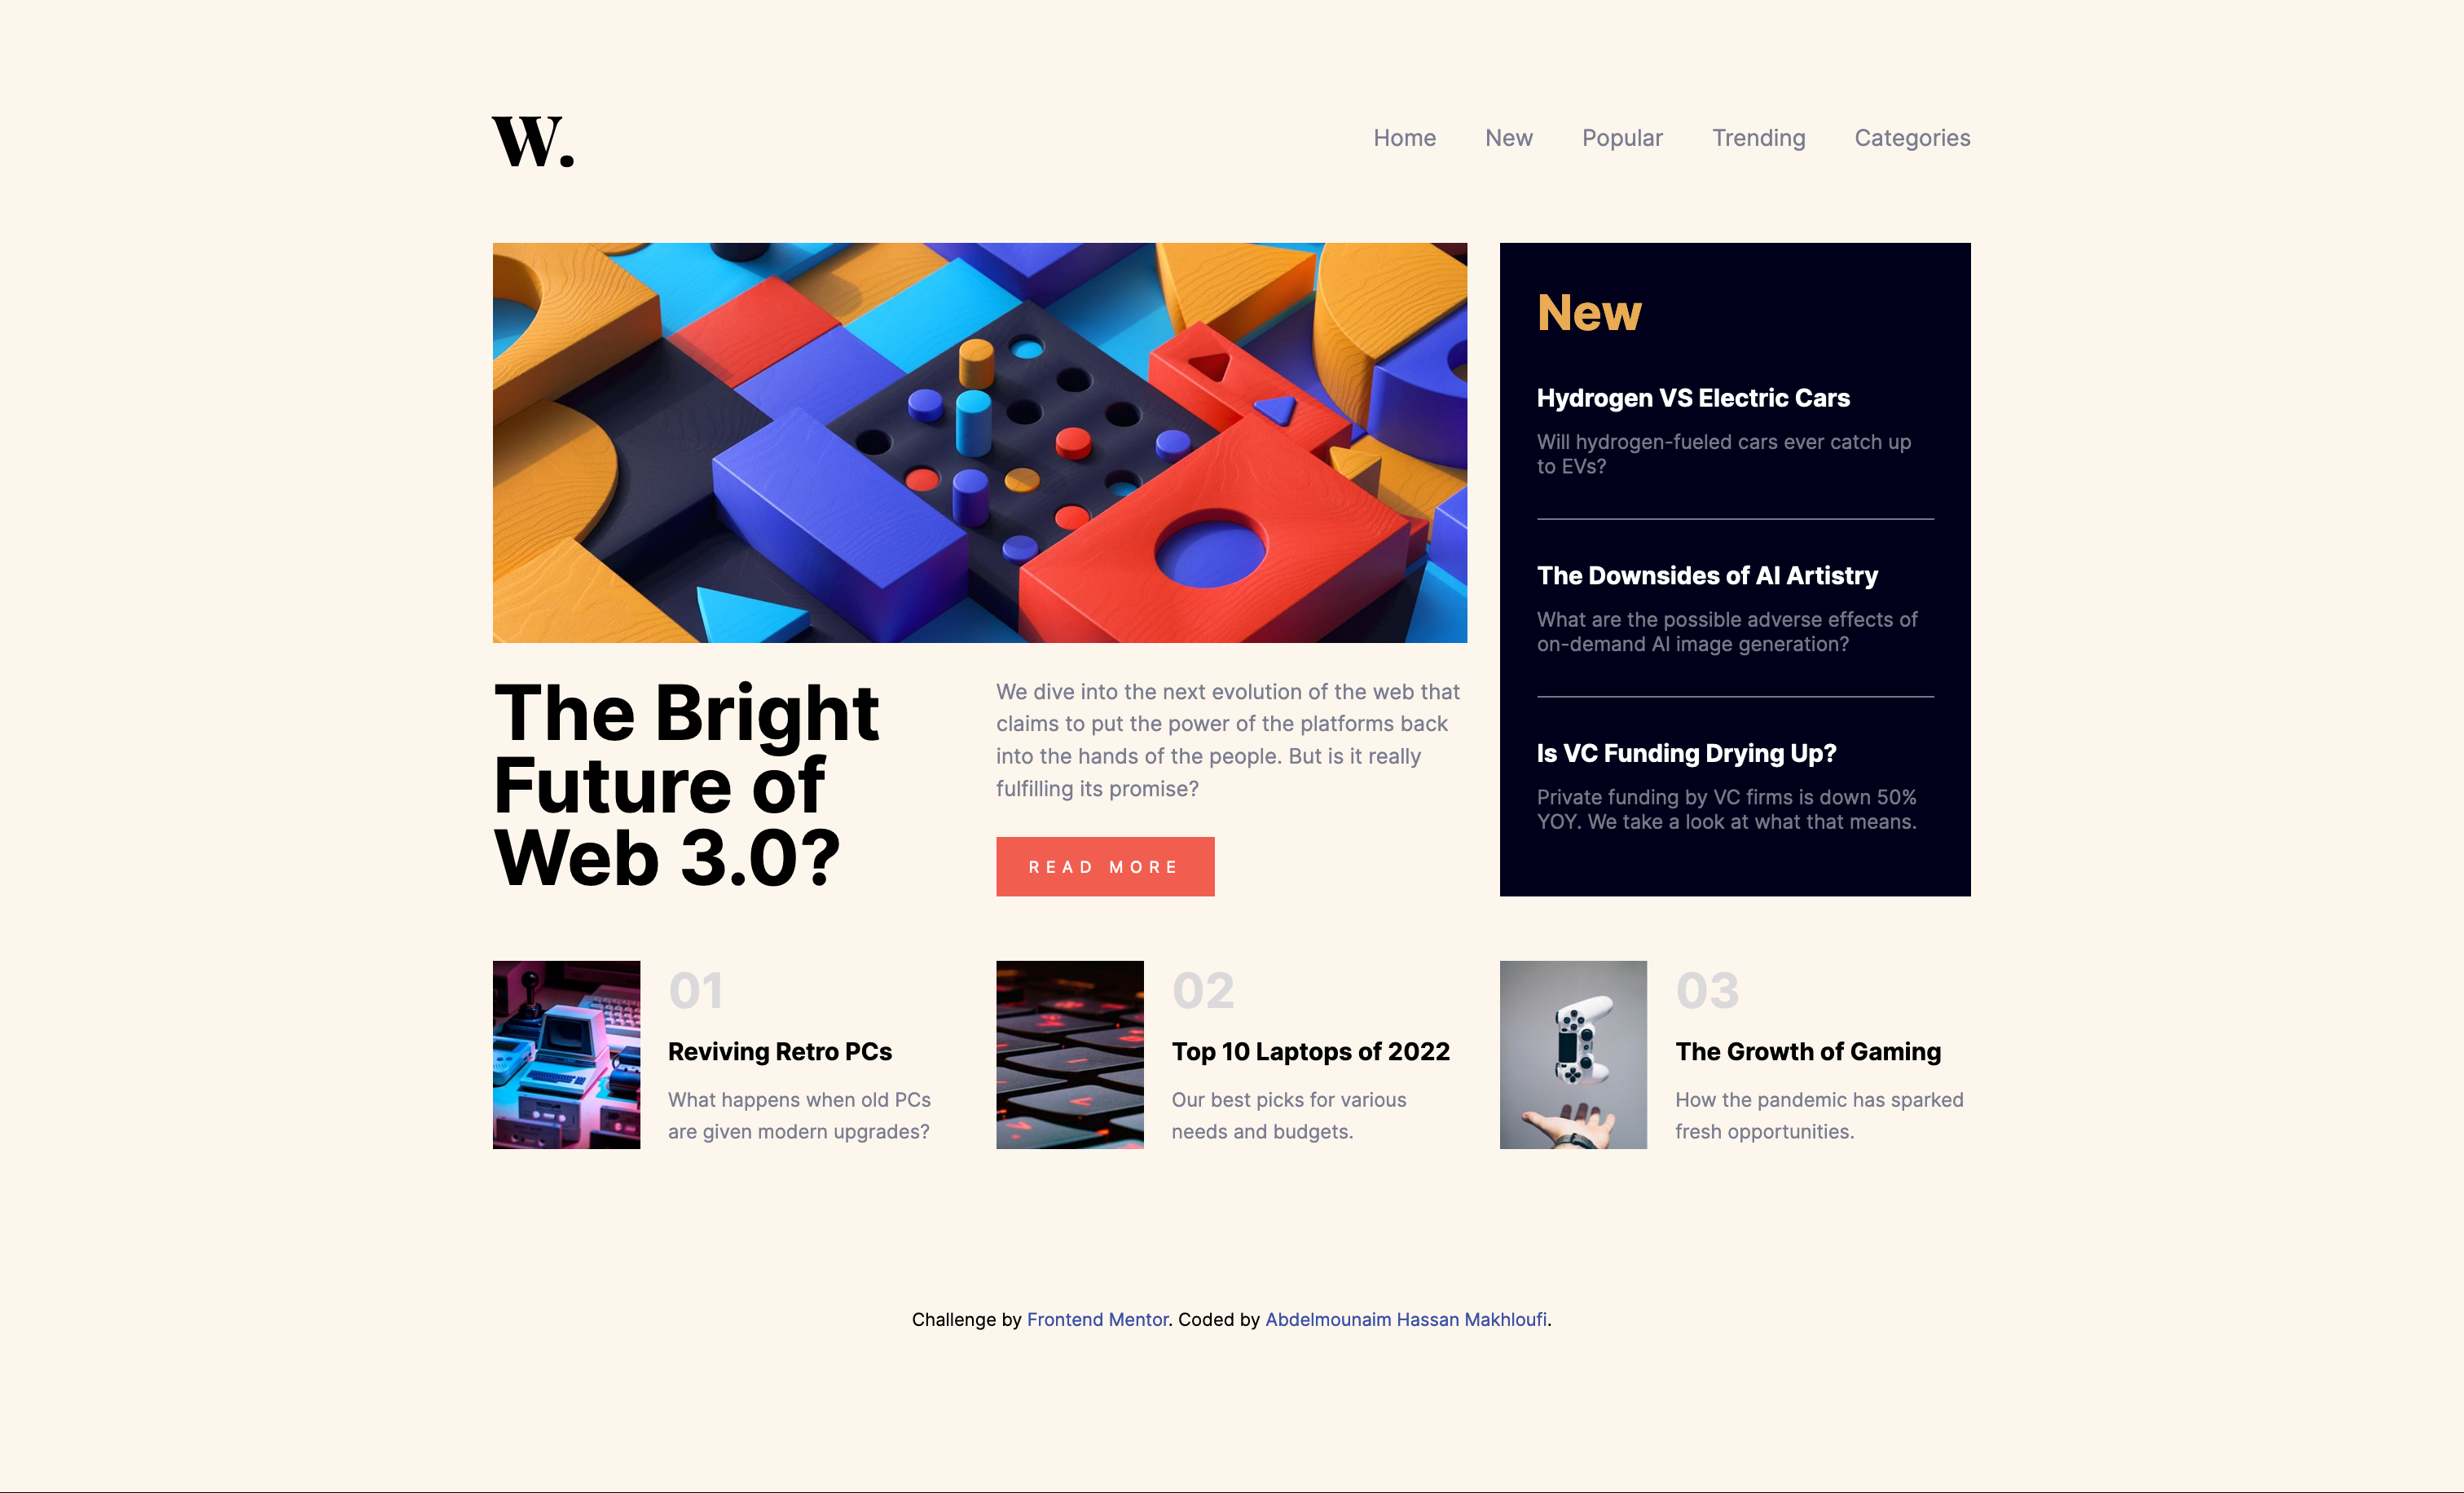 W.
Home New Popular Trending Categories
The Bright
Future of
Web 3.0?
We dive into the next evolution of the web that
claims to put the power of the platforms back
into the hands of the people. But is it really
fulfilling its promise?
READ MORE
New
Hydrogen VS Electric Cars
Will hydrogen-fueled cars ever catch up
to EVs?
The Downsides of AI Artistry
What are the possible adverse effects of
on-demand AI image generation?
Is VC Funding Drying Up?
Private funding by VC firms is down 50%
YOY. We take a look at what that means.
01
Reviving Retro PCs
What happens when old PCs
are given modern upgrades?
02
Top 10 Laptops of 2022
Our best picks for various
needs and budgets.
03
The Growth of Gaming
How the pandemic has sparked
fresh opportunities.
Challenge by Frontend Mentor. Coded by Abdelmounaim Hassan Makhloufi.